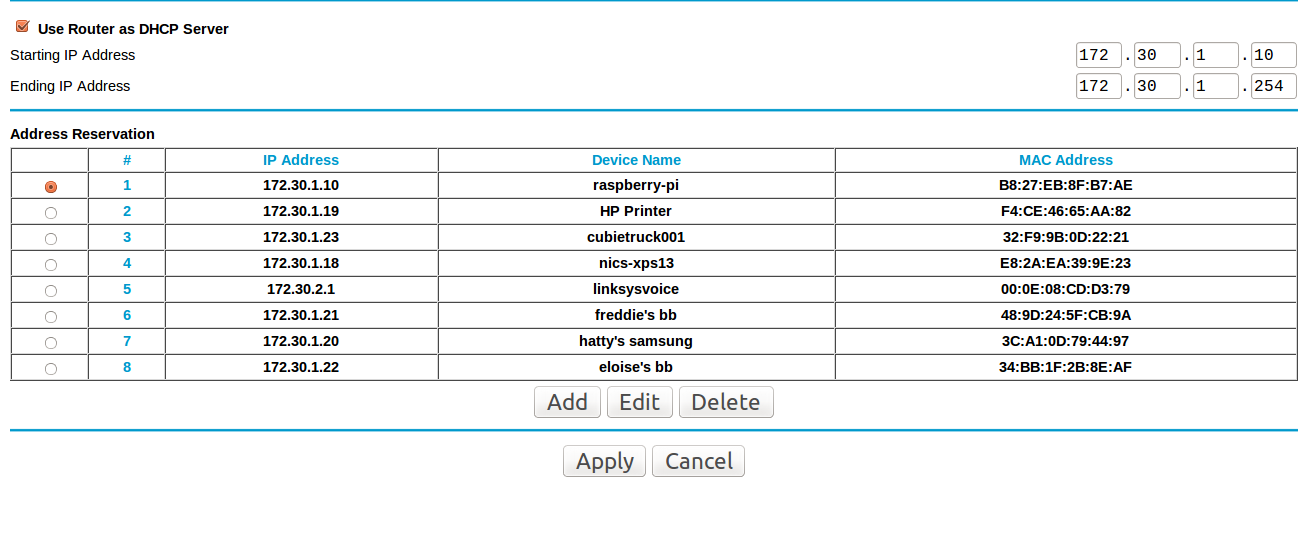 Use Router as DHCP Server
Starting IP Address 172 . 30 . 1 . 10
Ending IP Address 172 . 30 . 1 . 254
Address Reservation
# IP Address Device Name MAC Address
1 172.30.1.10 raspberry-pi B8:27:EB:8F:B7:AE
2 172.30.1.19 HP Printer F4:CE:46:65:AA:82
3 172.30.1.23 cubietruck001 32:F9:9B:0D:22:21
4 172.30.1.18 nics-xps13 E8:2A:EA:39:9E:23
5 172.30.2.1 linksysvoice 00:0E:08:CD:D3:79
6 172.30.1.21 freddie's bb 48:9D:24:5F:CB:9A
7 172.30.1.20 hatty's samsung 3C:A1:0D:79:44:97
8 172.30.1.22 eloise's bb 34:BB:1F:2B:8E:AF
Add Edit Delete
Apply Cancel